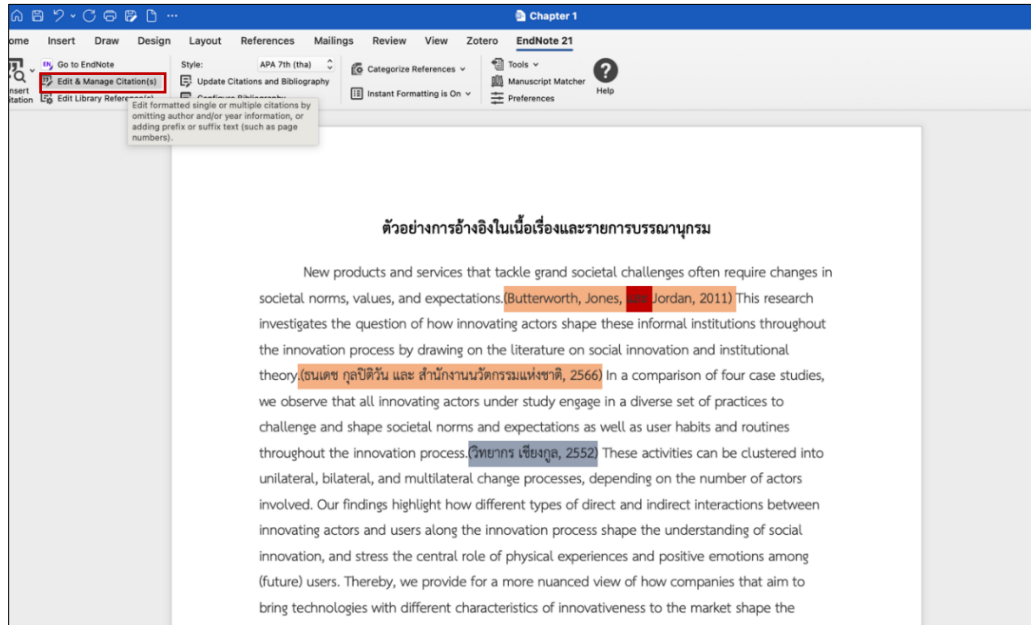 Chapter 1
ome Insert Draw Design Layout References Mailings Review View Zotero EndNote 21
Go to EndNote Style: APA 7th (tha) Categorize References Tools
Edit & Manage Citation(s) Update Citations and Bibliography Manuscript Matcher Help
nsert
itation Edit Library Reference(s) Configure Bibliography Instant Formatting is On Preferences
Edit formatted single or multiple citations by
omitting author and/or year information, or
adding prefix or suffix text (such as page
numbers).
ตัวอย่างการอ้างอิงในเนื้อเรื่องและรายการบรรณานุกรม
New products and services that tackle grand societal challenges often require changes in
societal norms, values, and expectations.(Butterworth, Jones, และ Jordan, 2011) This research
investigates the question of how innovating actors shape these informal institutions throughout
the innovation process by drawing on the literature on social innovation and institutional
theory.(ธนเดช กุลปิติวัน และ สำนักงานนวัตกรรมแห่งชาติ, 2566) In a comparison of four case studies,
we observe that all innovating actors under study engage in a diverse set of practices to
challenge and shape societal norms and expectations as well as user habits and routines
throughout the innovation process.(วิทยากร เชียงกูล, 2552) These activities can be clustered into
unilateral, bilateral, and multilateral change processes, depending on the number of actors
involved. Our findings highlight how different types of direct and indirect interactions between
innovating actors and users along the innovation process shape the understanding of social
innovation, and stress the central role of physical experiences and positive emotions among
(future) users. Thereby, we provide for a more nuanced view of how companies that aim to
bring technologies with different characteristics of innovativeness to the market shape the